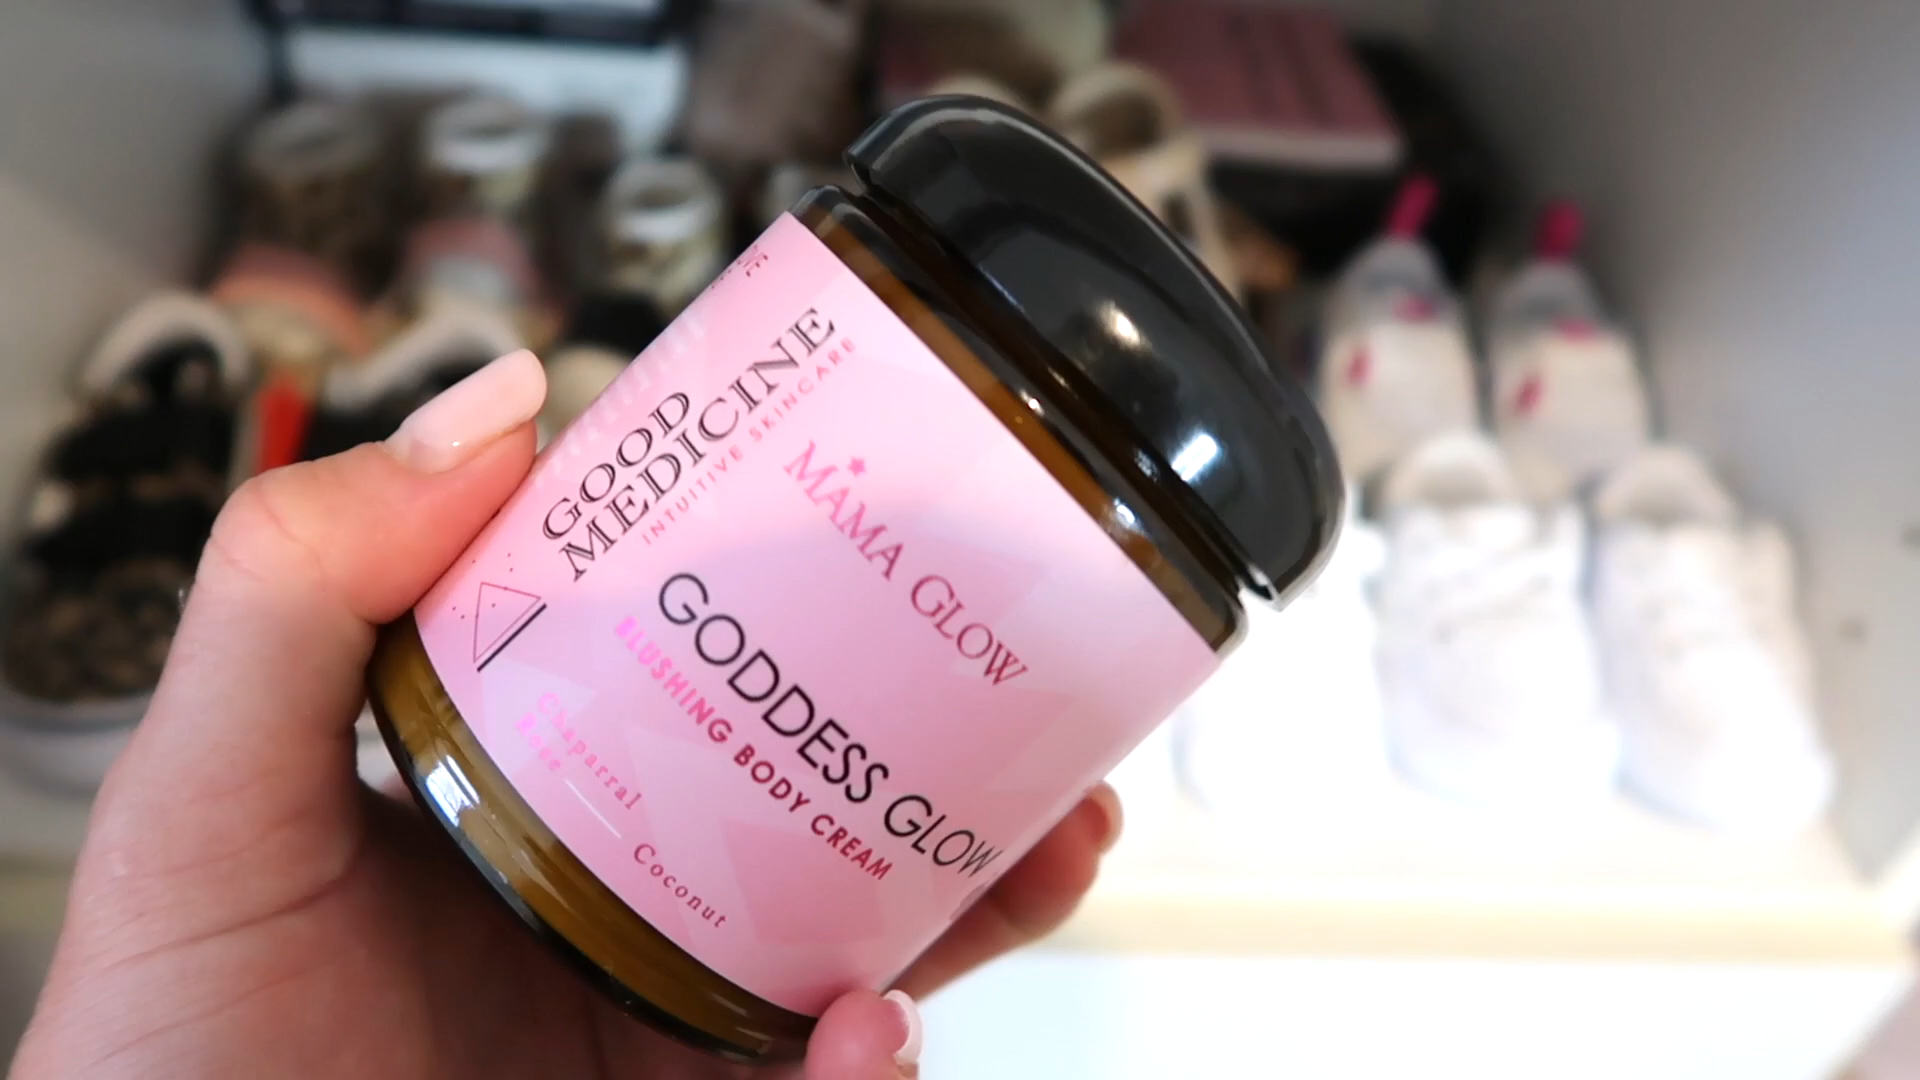 GOOD
MEDICINE
INTUITIVE SKINCARE
MAMA GLOW
GODDESS GLOW
BLUSHING BODY CREAM
Chaparral
Rose
Coconut